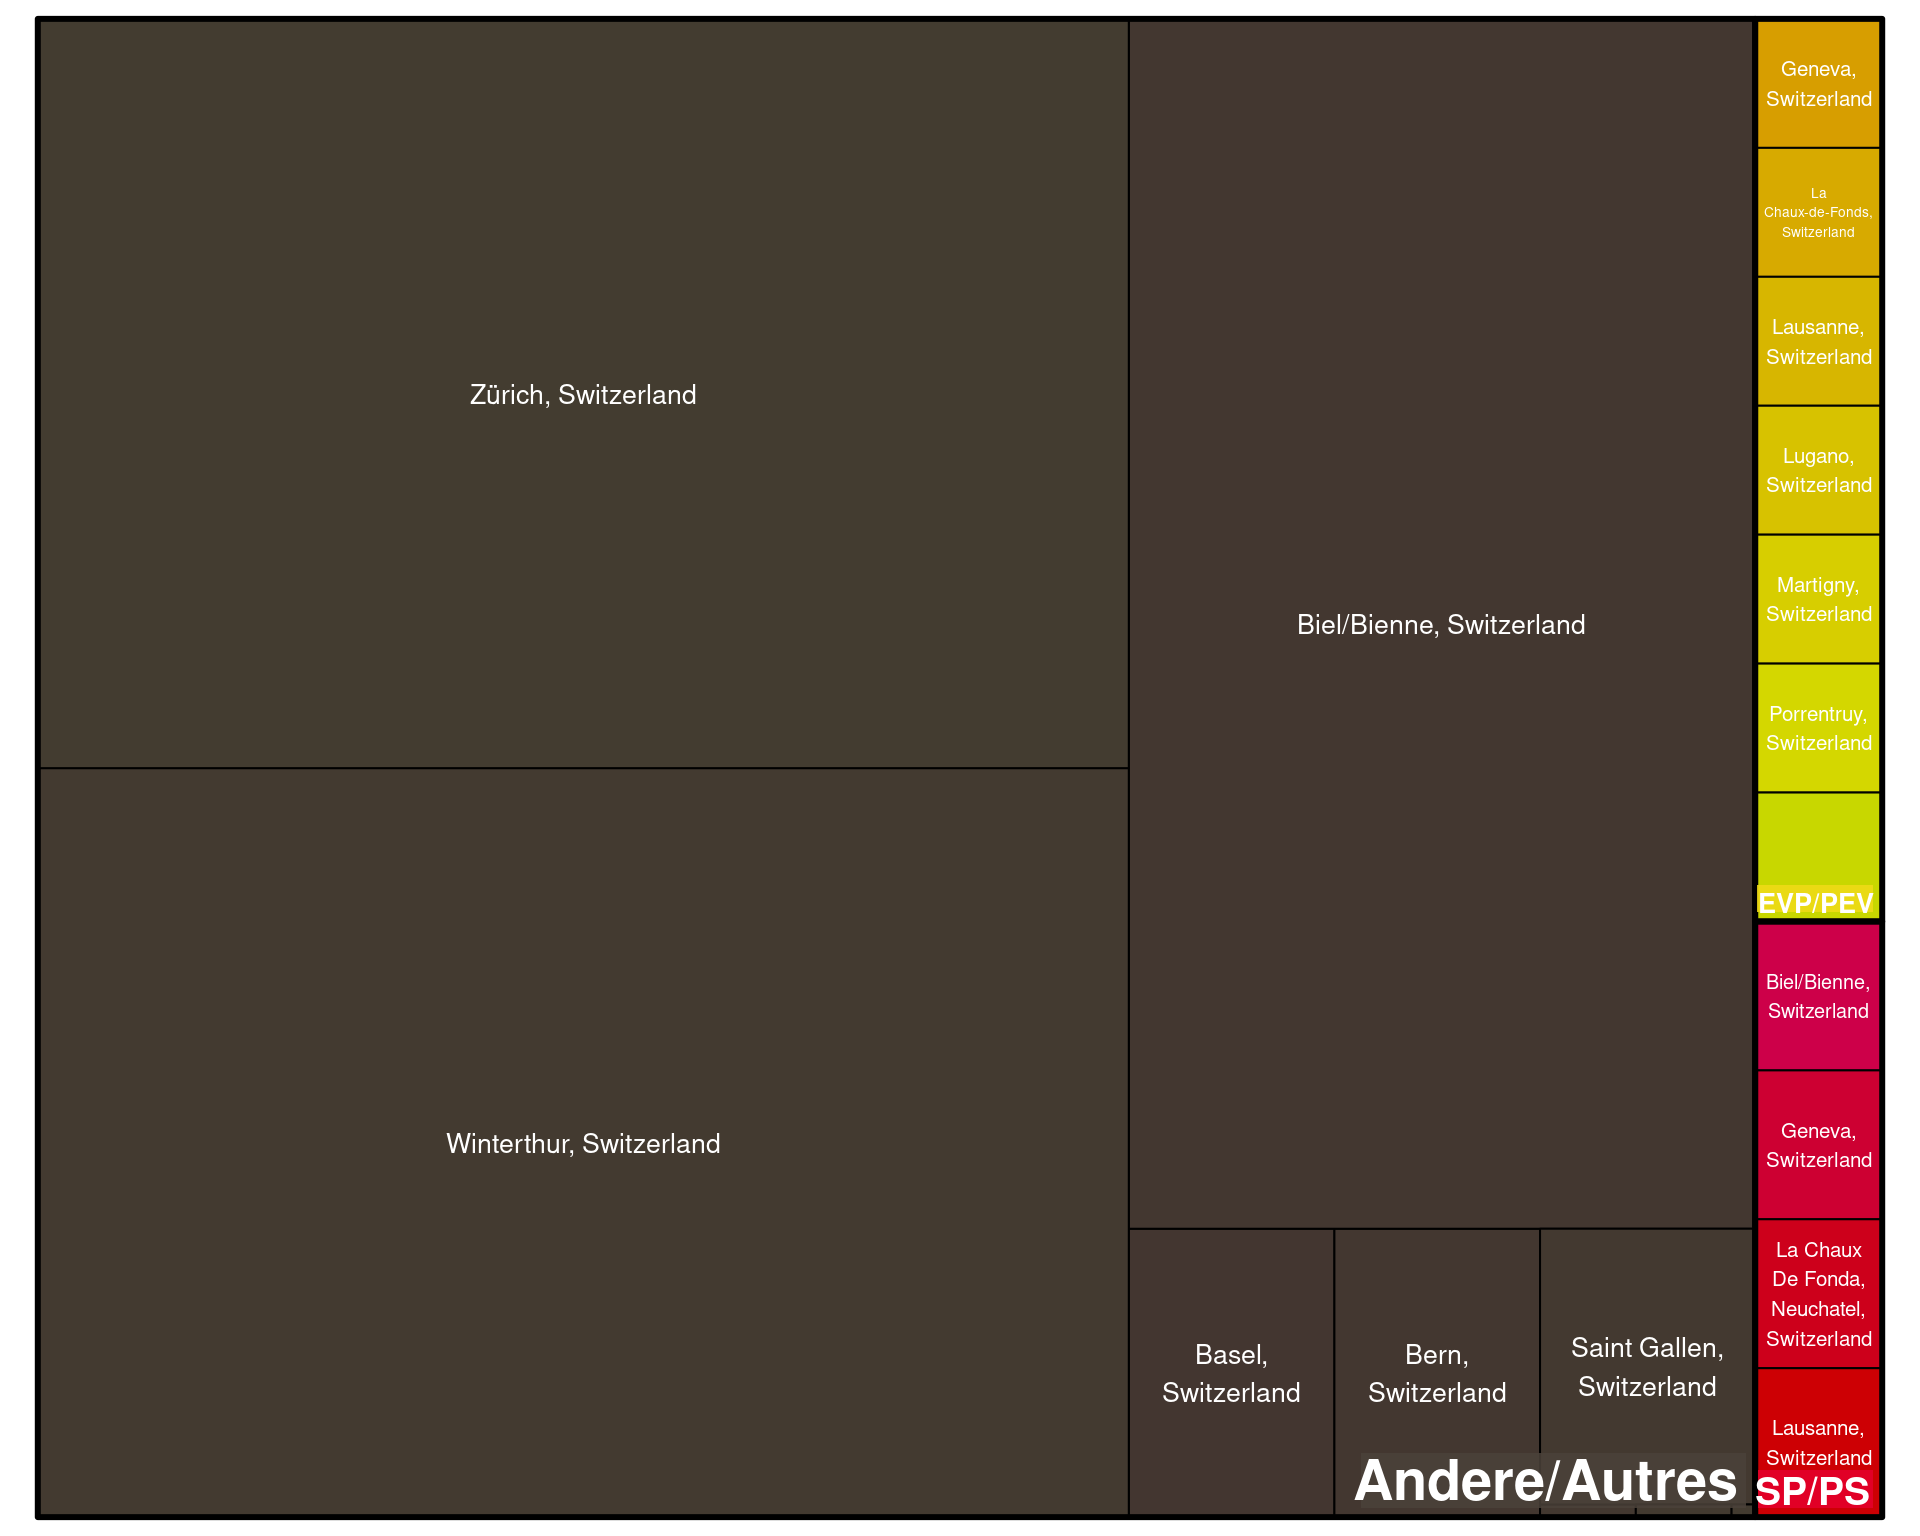 Zürich, Switzerland
Winterthur, Switzerland
Biel/Bienne, Switzerland
Basel,
Switzerland
Bern,
Switzerland
Saint Gallen,
Switzerland
Andere/Autres
Geneva,
Switzerland
La
Chaux-de-Fonds,
Switzerland
Lausanne,
Switzerland
Lugano,
Switzerland
Martigny,
Switzerland
Porrentruy,
Switzerland
EVP/PEV
Biel/Bienne,
Switzerland
Geneva,
Switzerland
La Chaux
De Fonda,
Neuchatel,
Switzerland
Lausanne,
Switzerland
SP/PS